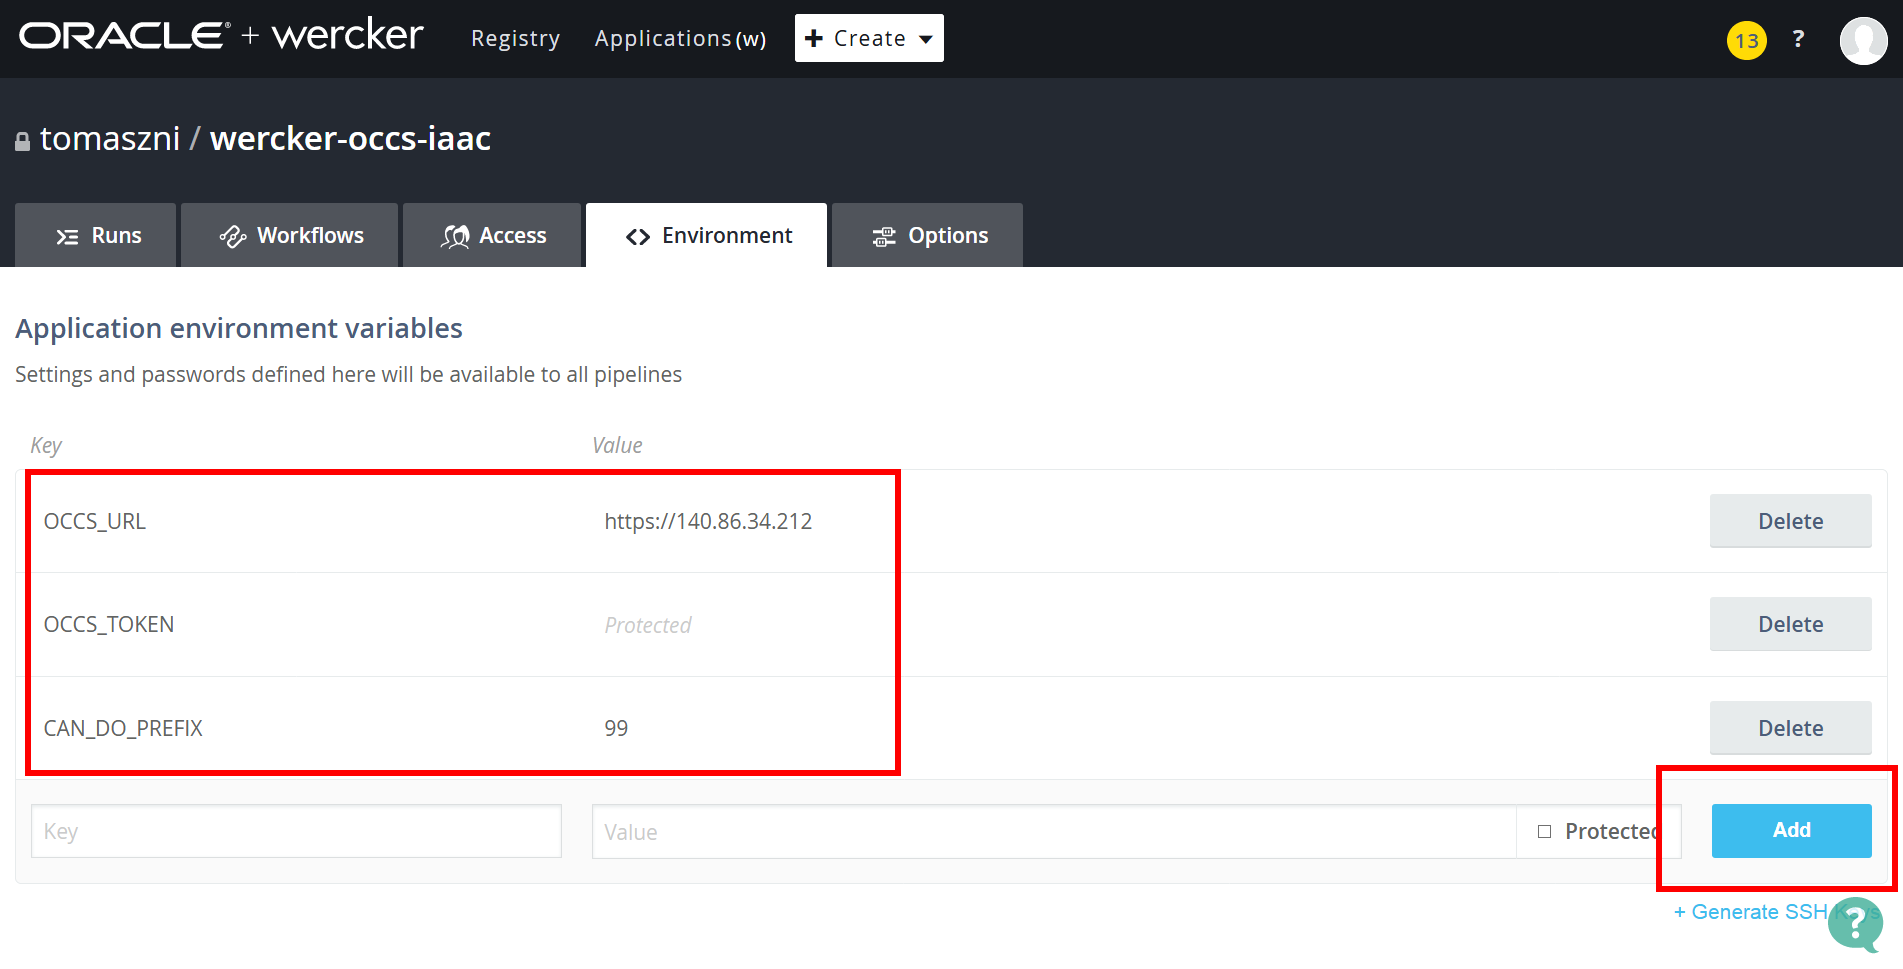 ORACLE® + wercker Registry Applications (w) + Create 13 ?
tomaszni / wercker-occs-iaac
Runs Workflows Access Environment Options
Application environment variables
Settings and passwords defined here will be available to all pipelines
Key Value
OCCS_URL https://140.86.34.212 Delete
OCCS_TOKEN Protected Delete
CAN_DO_PREFIX 99 Delete
Key Value Protected Add
+ Generate SSH Keys
?